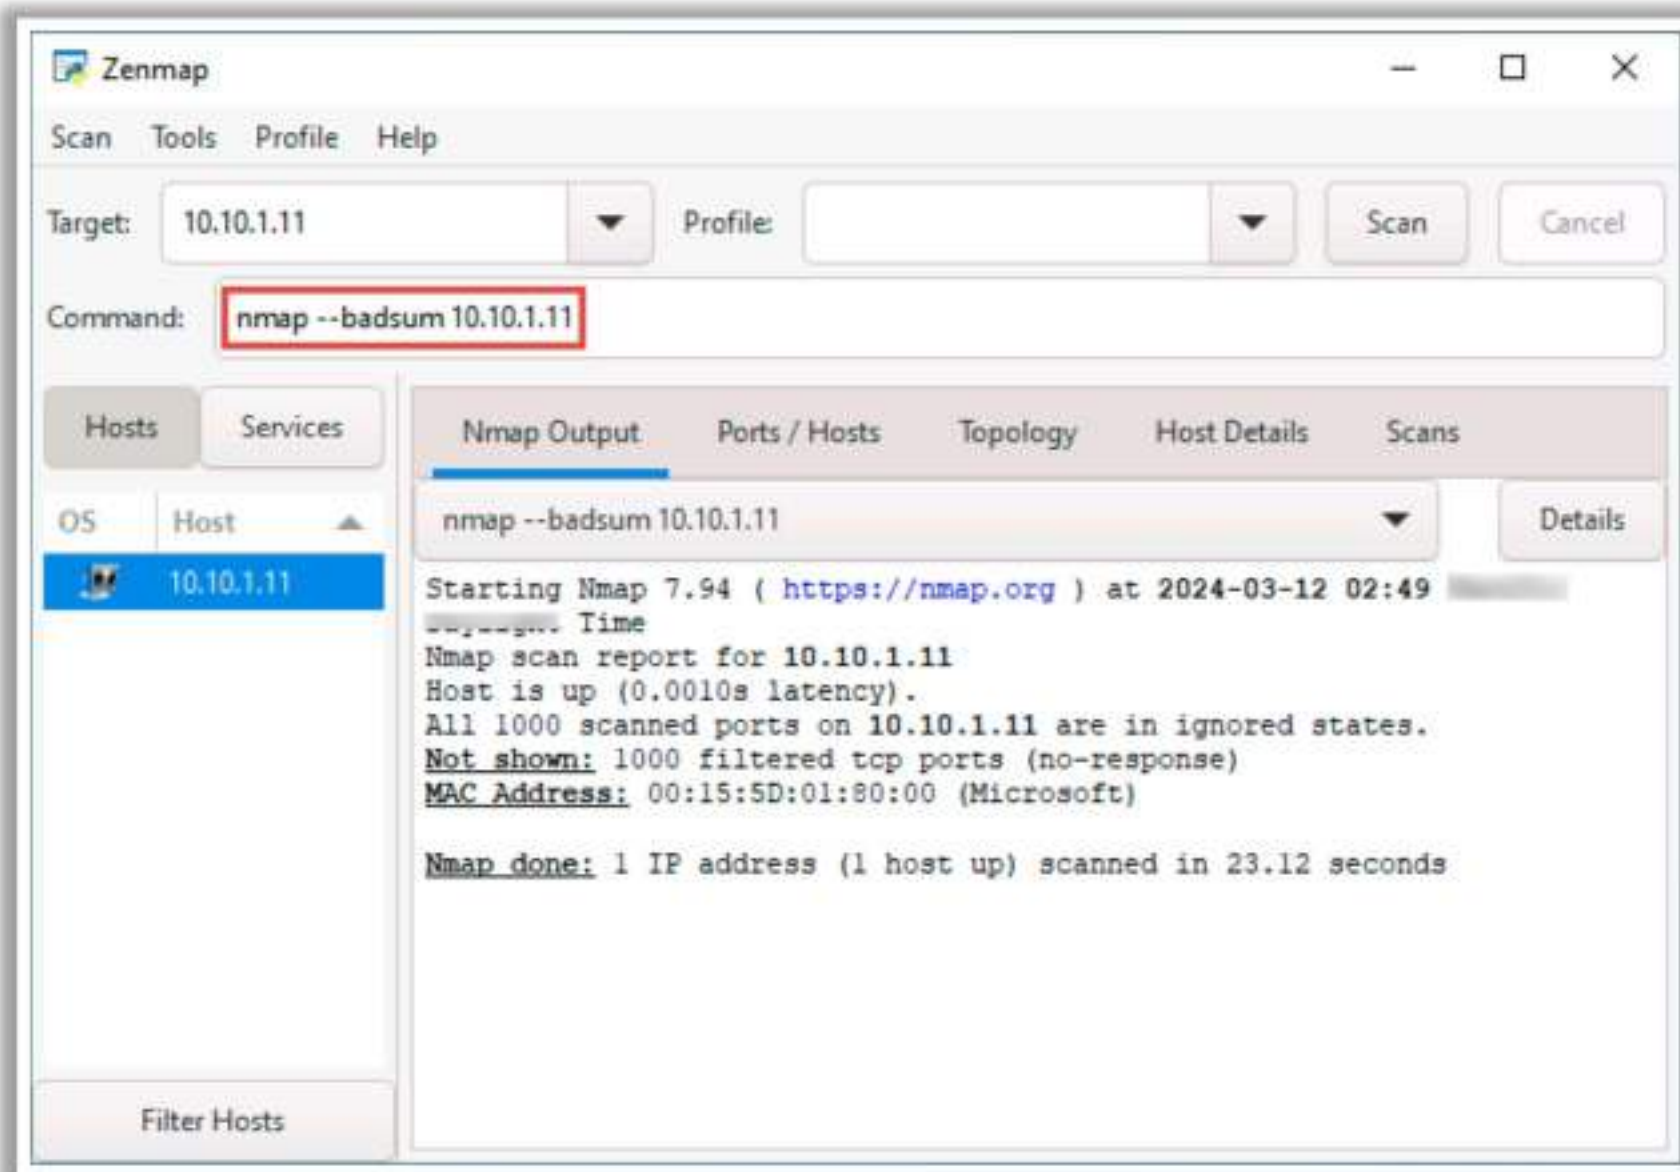 Zenmap
Scan Tools Profile Help
Target: 10.10.1.11 Profile: Scan Cancel
Command: nmap --badsum 10.10.1.11
Hosts Services
Nmap Output Ports / Hosts Topology Host Details Scans
OS Host
nmap --badsum 10.10.1.11 Details
10.10.1.11
Starting Nmap 7.94 ( https://nmap.org ) at 2024-03-12 02:49
Time
Nmap scan report for 10.10.1.11
Host is up (0.0010s latency).
All 1000 scanned ports on 10.10.1.11 are in ignored states.
Not shown: 1000 filtered tcp ports (no-response)
MAC Address: 00:15:5D:01:80:00 (Microsoft)
Nmap done: 1 IP address (1 host up) scanned in 23.12 seconds
Filter Hosts